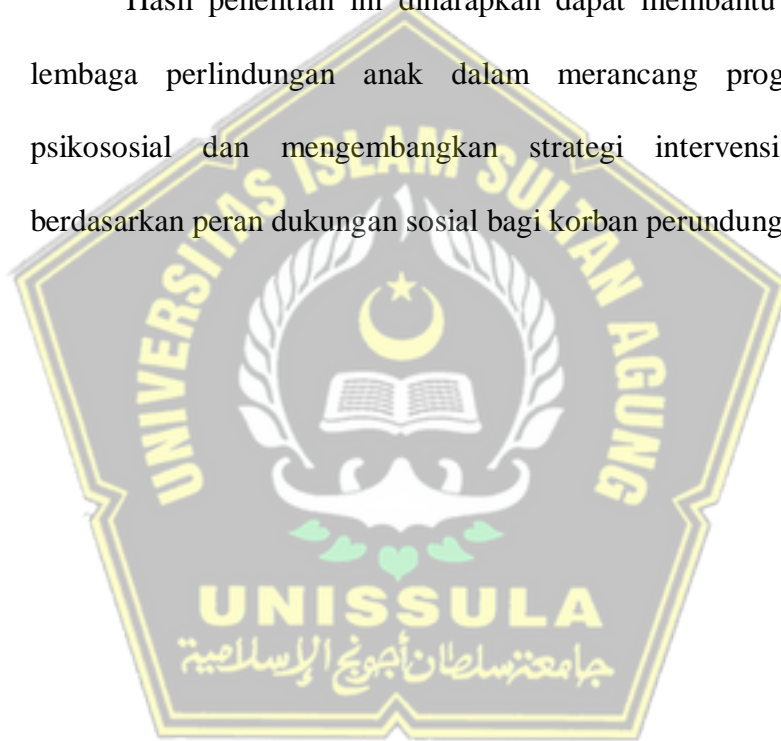 Hasil penelitian ini diharapkan dapat membantu
lembaga perlindungan anak dalam merancang prog
psikososial dan mengembangkan strategi intervensi
berdasarkan peran dukungan sosial bagi korban perundung
UNIVERSITAS ISLAM SULTAN AGUNG
UNISSULA
جامعة سلطان أجونج الإسلامية